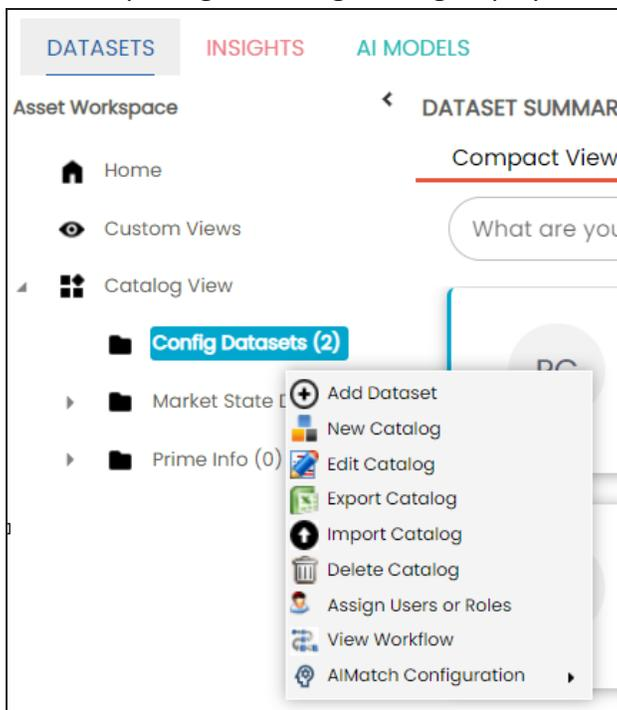 DATASETS INSIGHTS AI MODELS
Asset Workspace
DATASET SUMMAR
Home
Compact View
Custom Views
What are you
Catalog View
Config Datasets (2)
Market State
Prime Info (0)
Add Dataset
New Catalog
Edit Catalog
Export Catalog
Import Catalog
Delete Catalog
Assign Users or Roles
View Workflow
AIMatch Configuration